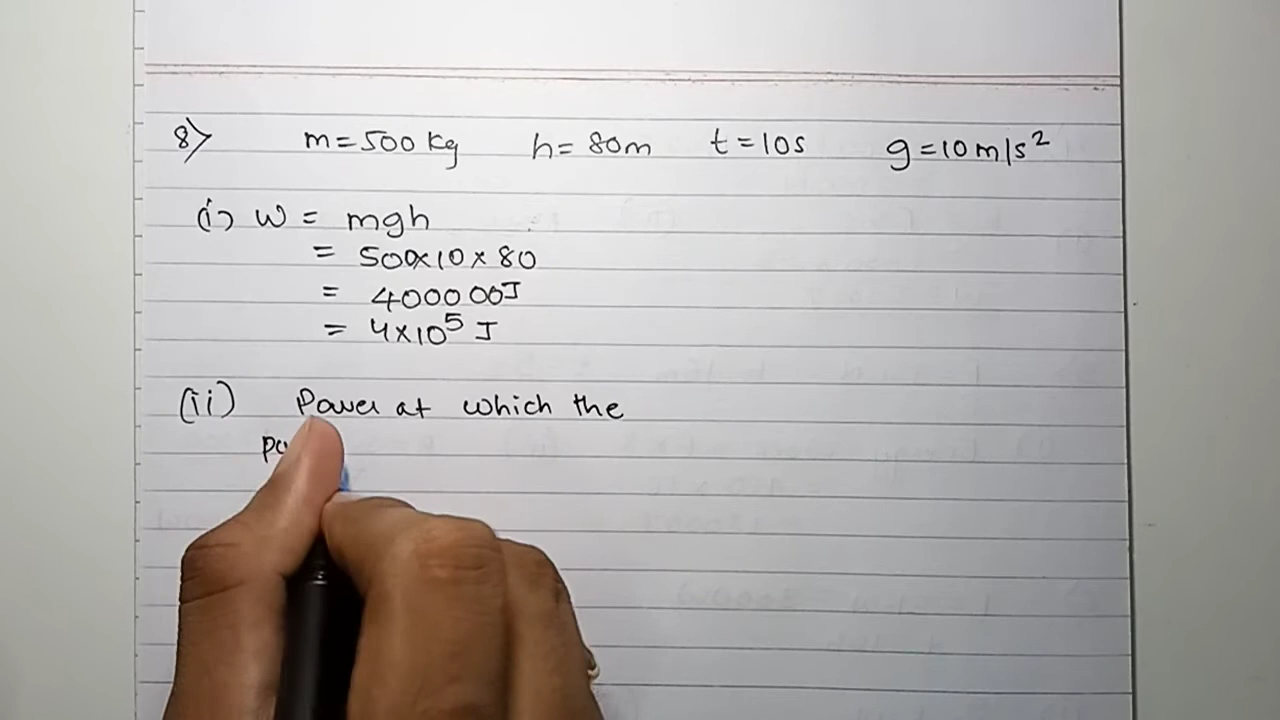 8) m=500 kg h= 80m t=10s g=10 m/s²
(i) W = mgh
= 500×10×80
= 400000J
= 4×10⁵ J
(ii) Power at which the